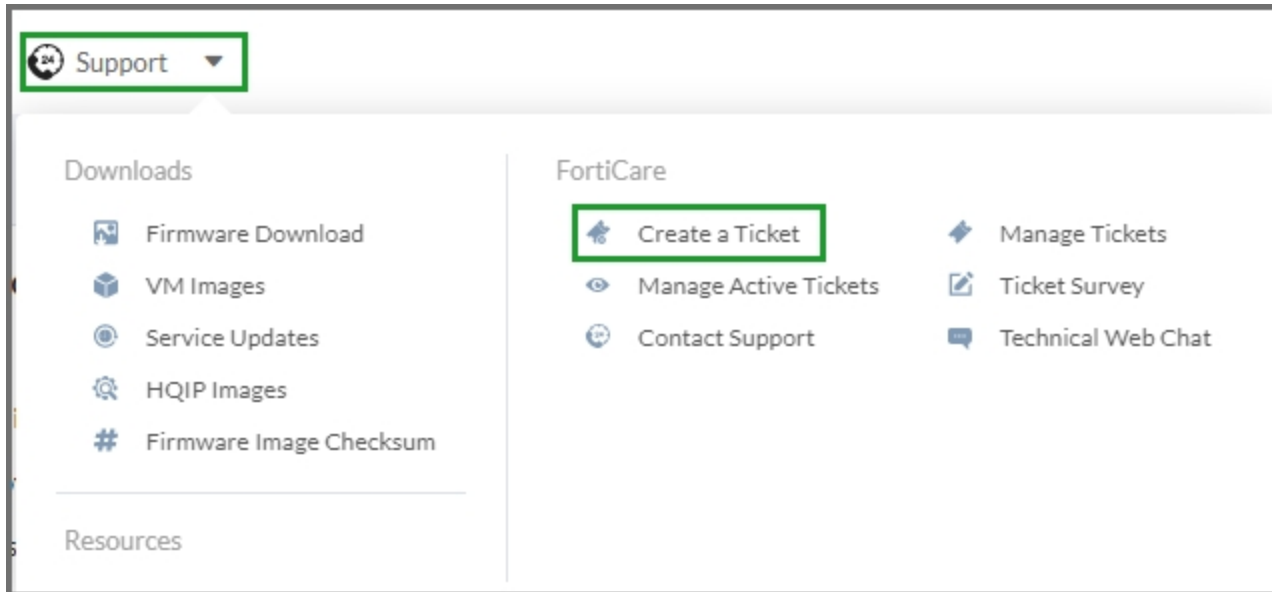 24 Support
Downloads
Firmware Download
VM Images
Service Updates
HQIP Images
Firmware Image Checksum
Resources
FortiCare
Create a Ticket
Manage Tickets
Manage Active Tickets
Ticket Survey
Contact Support
Technical Web Chat